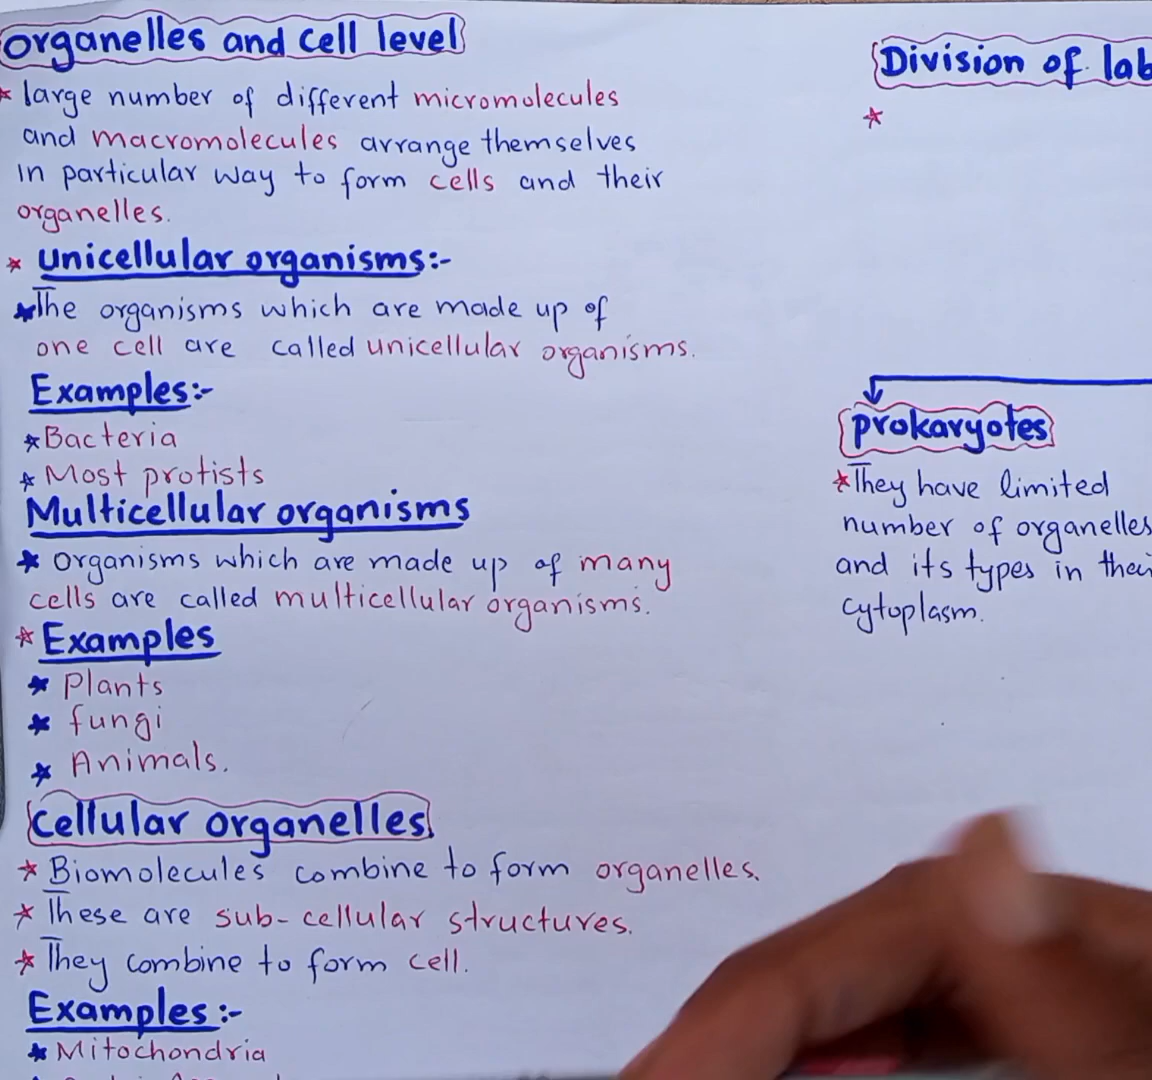 Organelles and cell level
* large number of different micromolecules
and macromolecules arrange themselves
in particular way to form cells and their
organelles.
* unicellular organisms:-
* The organisms which are made up of
one cell are called unicellular organisms.
Examples:-
* Bacteria
* Most protists
Multicellular organisms
* Organisms which are made up of many
cells are called multicellular organisms.
* Examples
* Plants
* fungi
* Animals.
Cellular organelles
* Biomolecules combine to form organelles.
* These are sub-cellular structures.
* They combine to form cell.
Examples:-
* Mitochondria
Division of lab
*
prokaryotes
* They have limited
number of organelles
and its types in their
cytoplasm.